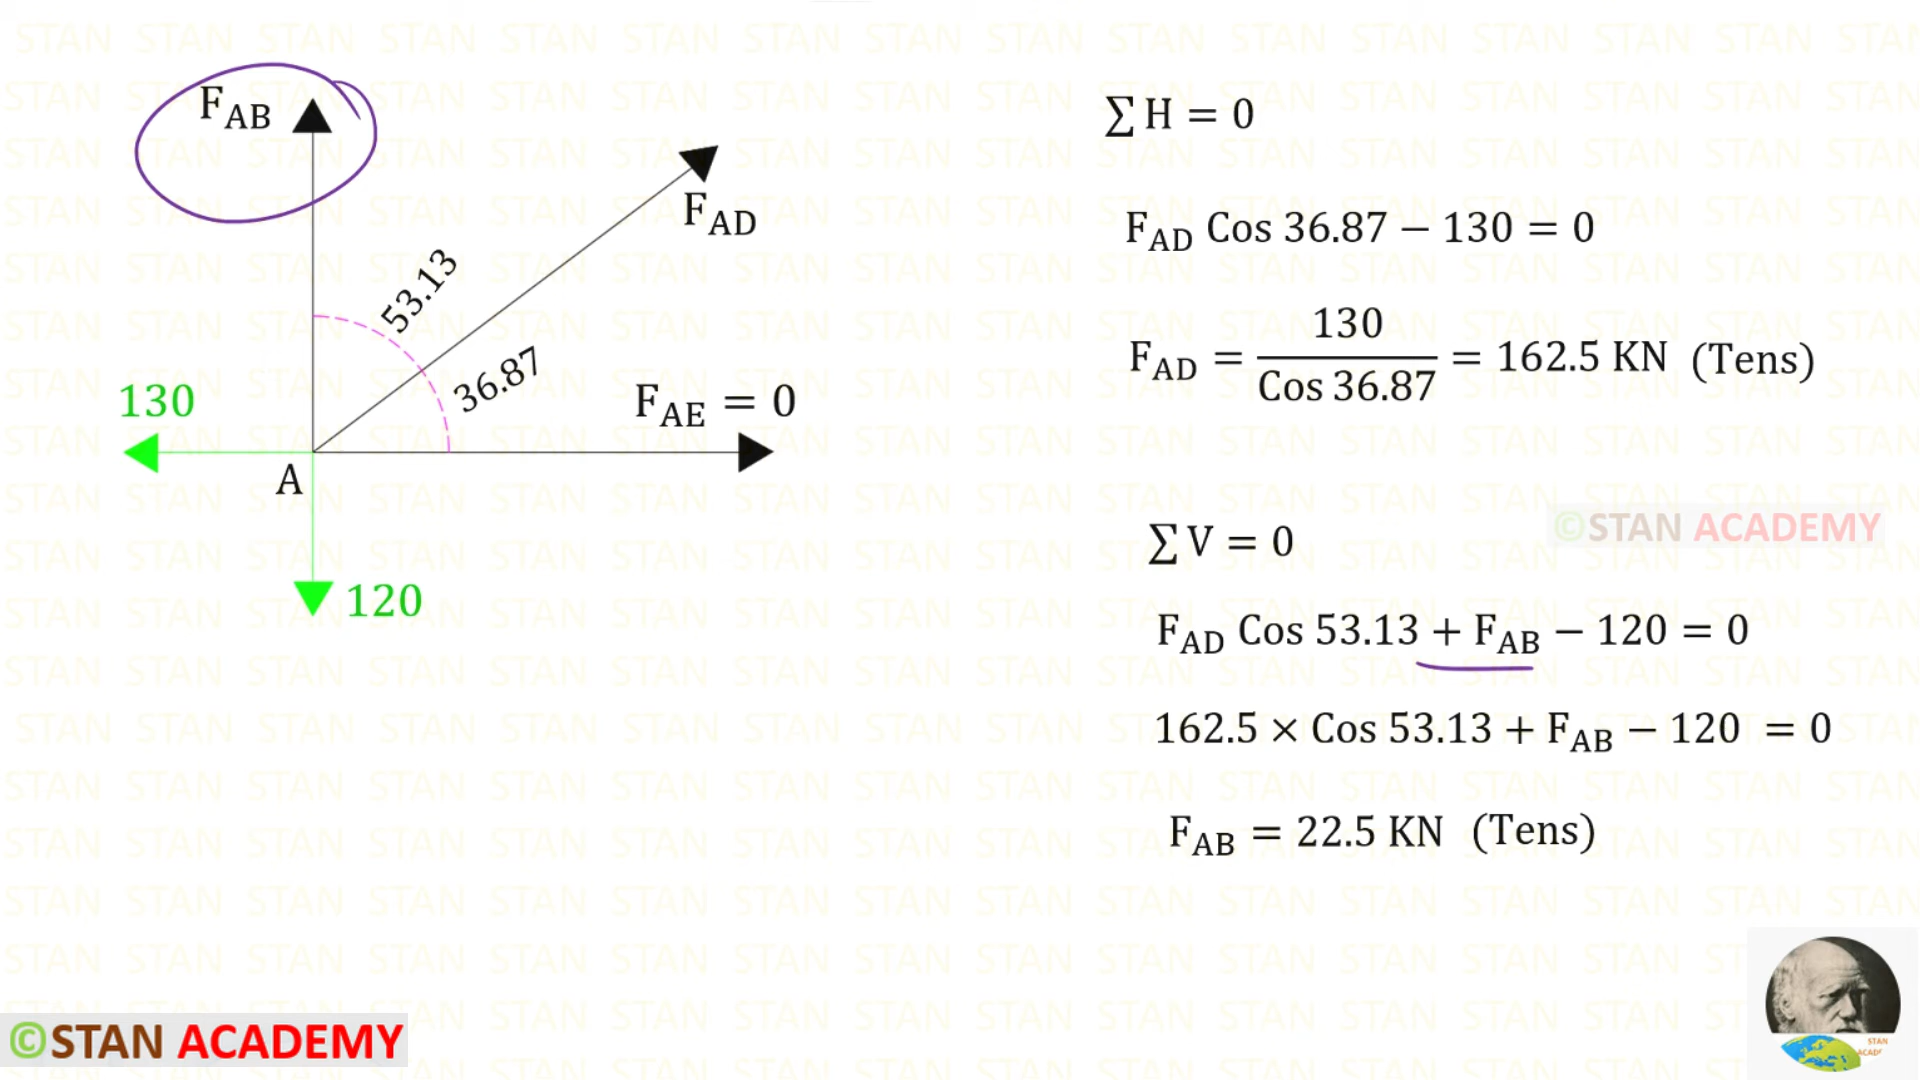 F_AB
F_AD
53.13
36.87
130
F_AE = 0
A
120
∑ H = 0
F_AD Cos 36.87 − 130 = 0
F_AD = 130 / Cos 36.87 = 162.5 KN (Tens)
∑ V = 0
F_AD Cos 53.13 + F_AB − 120 = 0
162.5 × Cos 53.13 + F_AB − 120 = 0
F_AB = 22.5 KN (Tens)
©STAN ACADEMY
©STAN ACADEMY
STAN